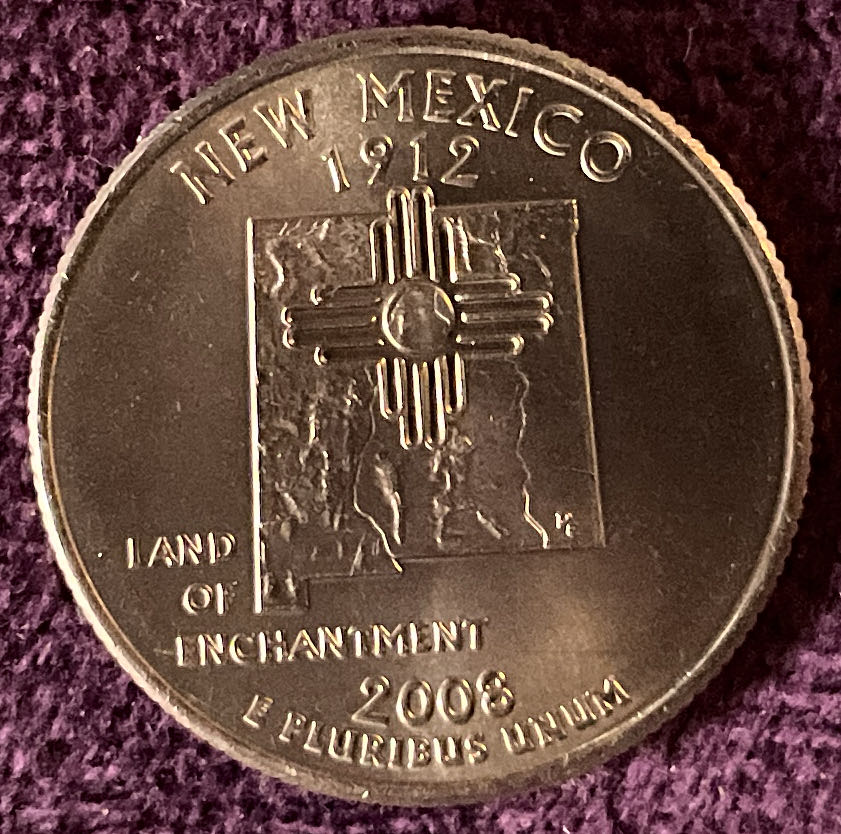 NEW MEXICO
1912
LAND
OF
ENCHANTMENT
2008
E PLURIBUS UNUM